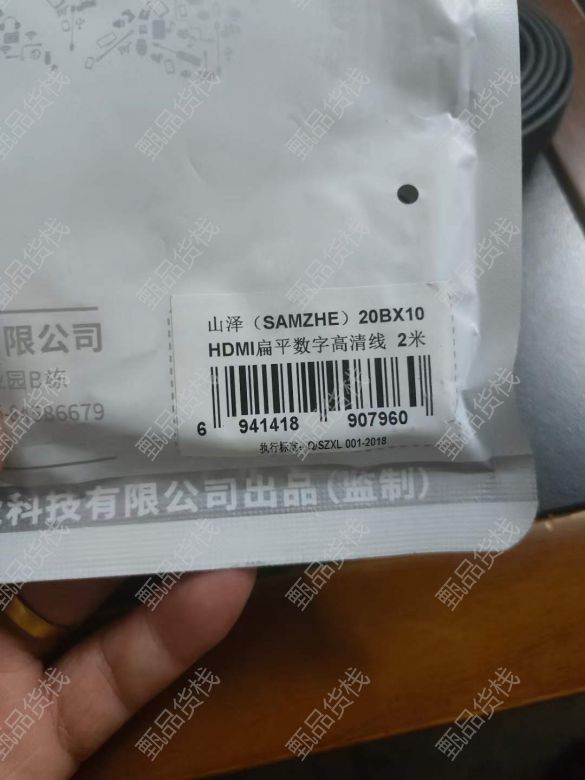 山泽（SAMZHE）20BX10
HDMI扁平数字高清线 2米
6 941418 907960
执行标准：Q/SZXL 001-2018
限公司
园B栋
86679
科技有限公司出品(监制)
甄品货栈